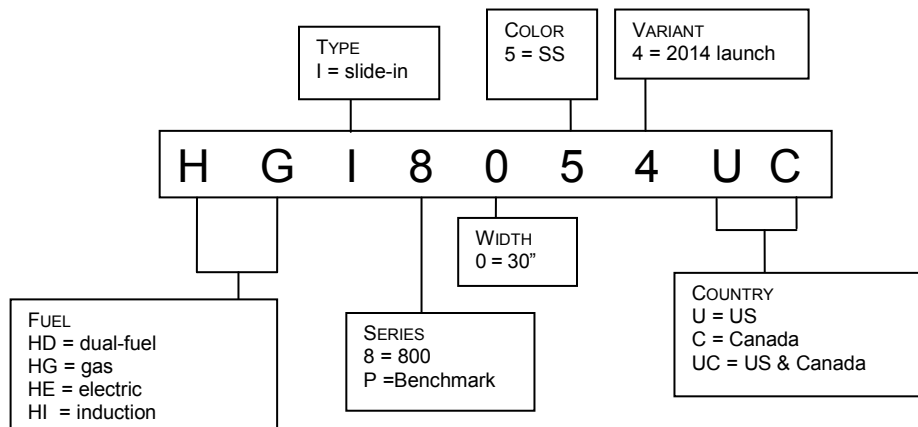 TYPE
I = slide-in
COLOR
5 = SS
VARIANT
4 = 2014 launch
H G I 8 0 5 4 U C
WIDTH
0 = 30”
FUEL
HD = dual-fuel
HG = gas
HE = electric
HI = induction
SERIES
8 = 800
P =Benchmark
COUNTRY
U = US
C = Canada
UC = US & Canada